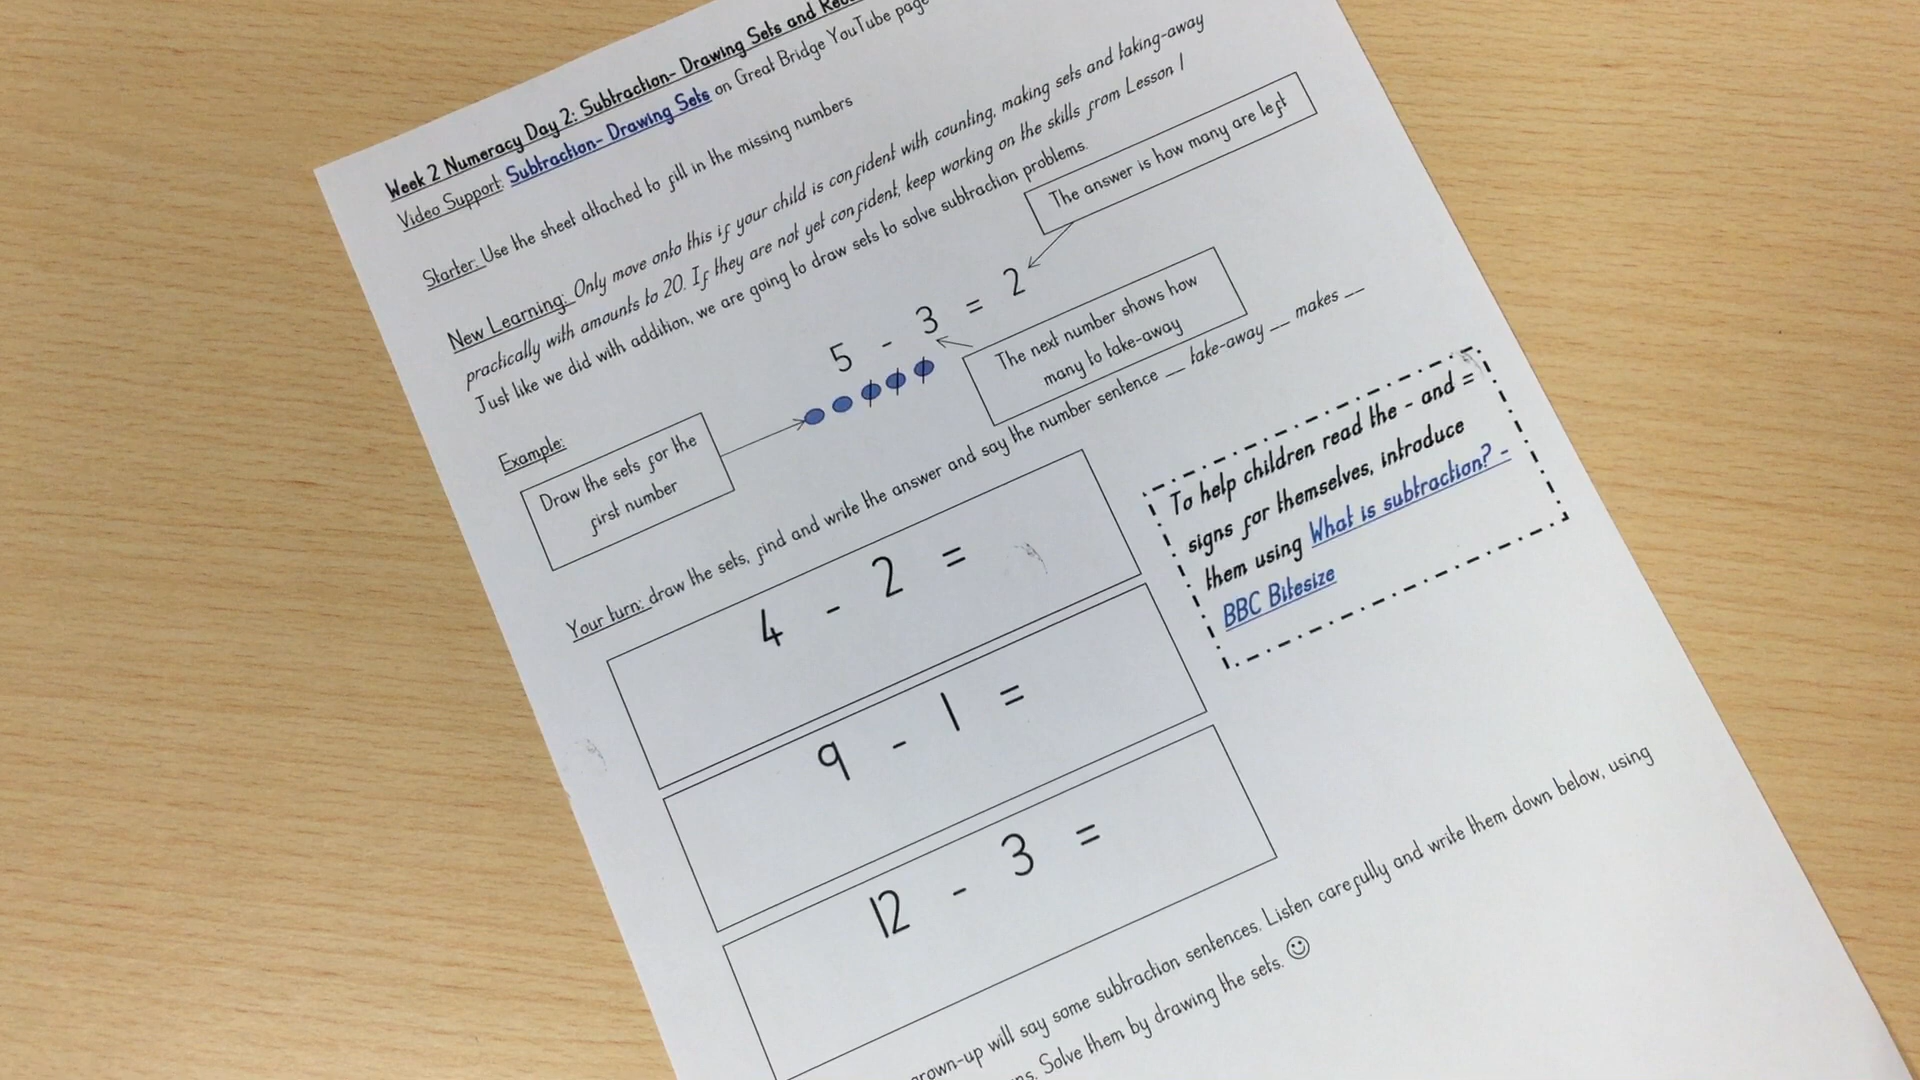 Week 2 Numeracy Day 2: Subtraction- Drawing Sets and
Video Support: Subtraction- Drawing Sets on Great Bridge YouTube page
Starter: Use the sheet attached to fill in the missing numbers
New Learning: Only move onto this if your child is confident with counting, making sets and taking-away
practically with amounts to 20. If they are not yet confident, keep working on the skills from Lesson 1
Just like we did with addition, we are going to draw sets to solve subtraction problems.
The answer is how many are left
5 - 3 = 2
The next number shows how
many to take-away
Example:
Draw the sets for the
first number
Your turn: draw the sets, find and write the answer and say the number sentence __ take-away __ makes __
4 - 2 =
9 - 1 =
12 - 3 =
To help children read the - and =
signs for themselves, introduce
them using What is subtraction? -
BBC Bitesize
grown-up will say some subtraction sentences. Listen carefully and write them down below, using
Solve them by drawing the sets. ☺